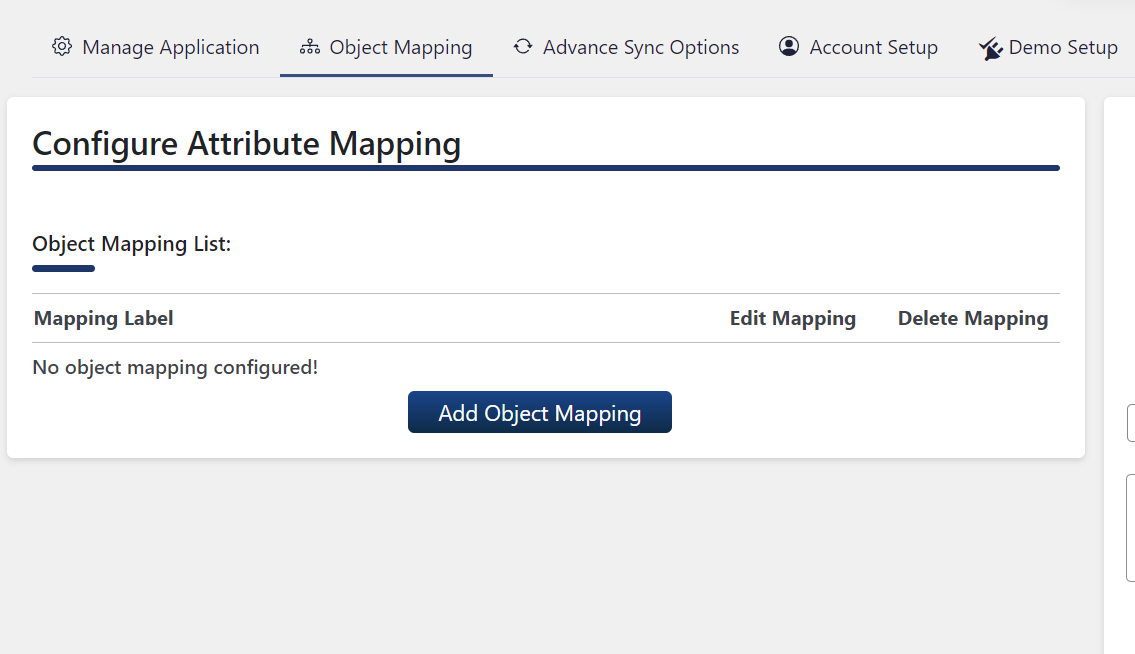 Manage Application Object Mapping Advance Sync Options Account Setup Demo Setup
Configure Attribute Mapping
Object Mapping List:
Mapping Label Edit Mapping Delete Mapping
No object mapping configured!
Add Object Mapping